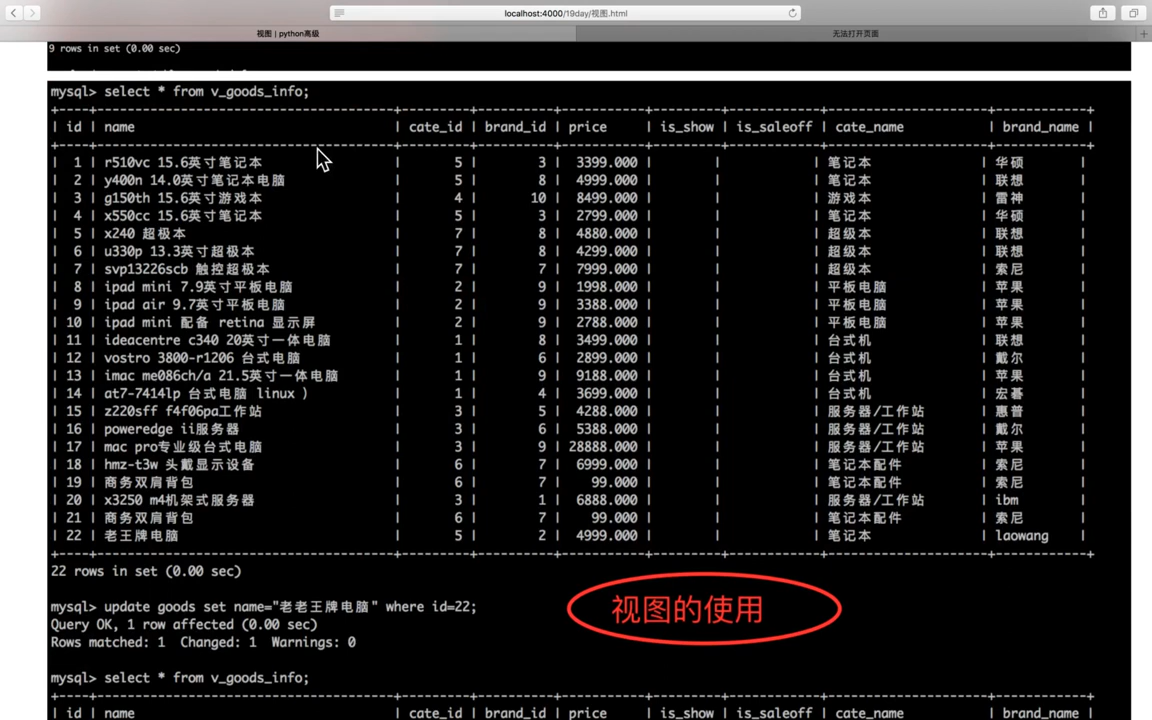 localhost:4000/19day/视图.html
视图 | python高级
无法打开页面
9 rows in set (0.00 sec)
mysql> select * from v_goods_info;
| id | name | cate_id | brand_id | price | is_show | is_saleoff | cate_name | brand_name |
| 1 | r510vc 15.6英寸笔记本 | 5 | 3 | 3399.000 | | | 笔记本 | 华硕 |
| 2 | y400n 14.0英寸笔记本电脑 | 5 | 8 | 4999.000 | | | 笔记本 | 联想 |
| 3 | g150th 15.6英寸游戏本 | 4 | 10 | 8499.000 | | | 游戏本 | 雷神 |
| 4 | x550cc 15.6英寸笔记本 | 5 | 3 | 2799.000 | | | 笔记本 | 华硕 |
| 5 | x240 超极本 | 7 | 8 | 4880.000 | | | 超级本 | 联想 |
| 6 | u330p 13.3英寸超极本 | 7 | 8 | 4299.000 | | | 超级本 | 联想 |
| 7 | svp13226scb 触控超极本 | 7 | 7 | 7999.000 | | | 超级本 | 索尼 |
| 8 | ipad mini 7.9英寸平板电脑 | 2 | 9 | 1998.000 | | | 平板电脑 | 苹果 |
| 9 | ipad air 9.7英寸平板电脑 | 2 | 9 | 3388.000 | | | 平板电脑 | 苹果 |
| 10 | ipad mini 配备 retina 显示屏 | 2 | 9 | 2788.000 | | | 平板电脑 | 苹果 |
| 11 | ideacentre c340 20英寸一体电脑 | 1 | 8 | 3499.000 | | | 台式机 | 联想 |
| 12 | vostro 3800-r1206 台式电脑 | 1 | 6 | 2899.000 | | | 台式机 | 戴尔 |
| 13 | imac me086ch/a 21.5英寸一体电脑 | 1 | 9 | 9188.000 | | | 台式机 | 苹果 |
| 14 | at7-7414lp 台式电脑 linux ) | 1 | 4 | 3699.000 | | | 台式机 | 宏碁 |
| 15 | z220sff f4f06pa工作站 | 3 | 5 | 4288.000 | | | 服务器/工作站 | 惠普 |
| 16 | poweredge ii服务器 | 3 | 6 | 5388.000 | | | 服务器/工作站 | 戴尔 |
| 17 | mac pro专业级台式电脑 | 3 | 9 | 28888.000 | | | 服务器/工作站 | 苹果 |
| 18 | hmz-t3w 头戴显示设备 | 6 | 7 | 6999.000 | | | 笔记本配件 | 索尼 |
| 19 | 商务双肩背包 | 6 | 7 | 99.000 | | | 笔记本配件 | 索尼 |
| 20 | x3250 m4机架式服务器 | 3 | 1 | 6888.000 | | | 服务器/工作站 | ibm |
| 21 | 商务双肩背包 | 6 | 7 | 99.000 | | | 笔记本配件 | 索尼 |
| 22 | 老王牌电脑 | 5 | 2 | 4999.000 | | | 笔记本 | laowang |
22 rows in set (0.00 sec)
mysql> update goods set name="老老王牌电脑" where id=22;
Query OK, 1 row affected (0.00 sec)
Rows matched: 1 Changed: 1 Warnings: 0
视图的使用
mysql> select * from v_goods_info;
| id | name | cate_id | brand_id | price | is_show | is_saleoff | cate_name | brand_name |